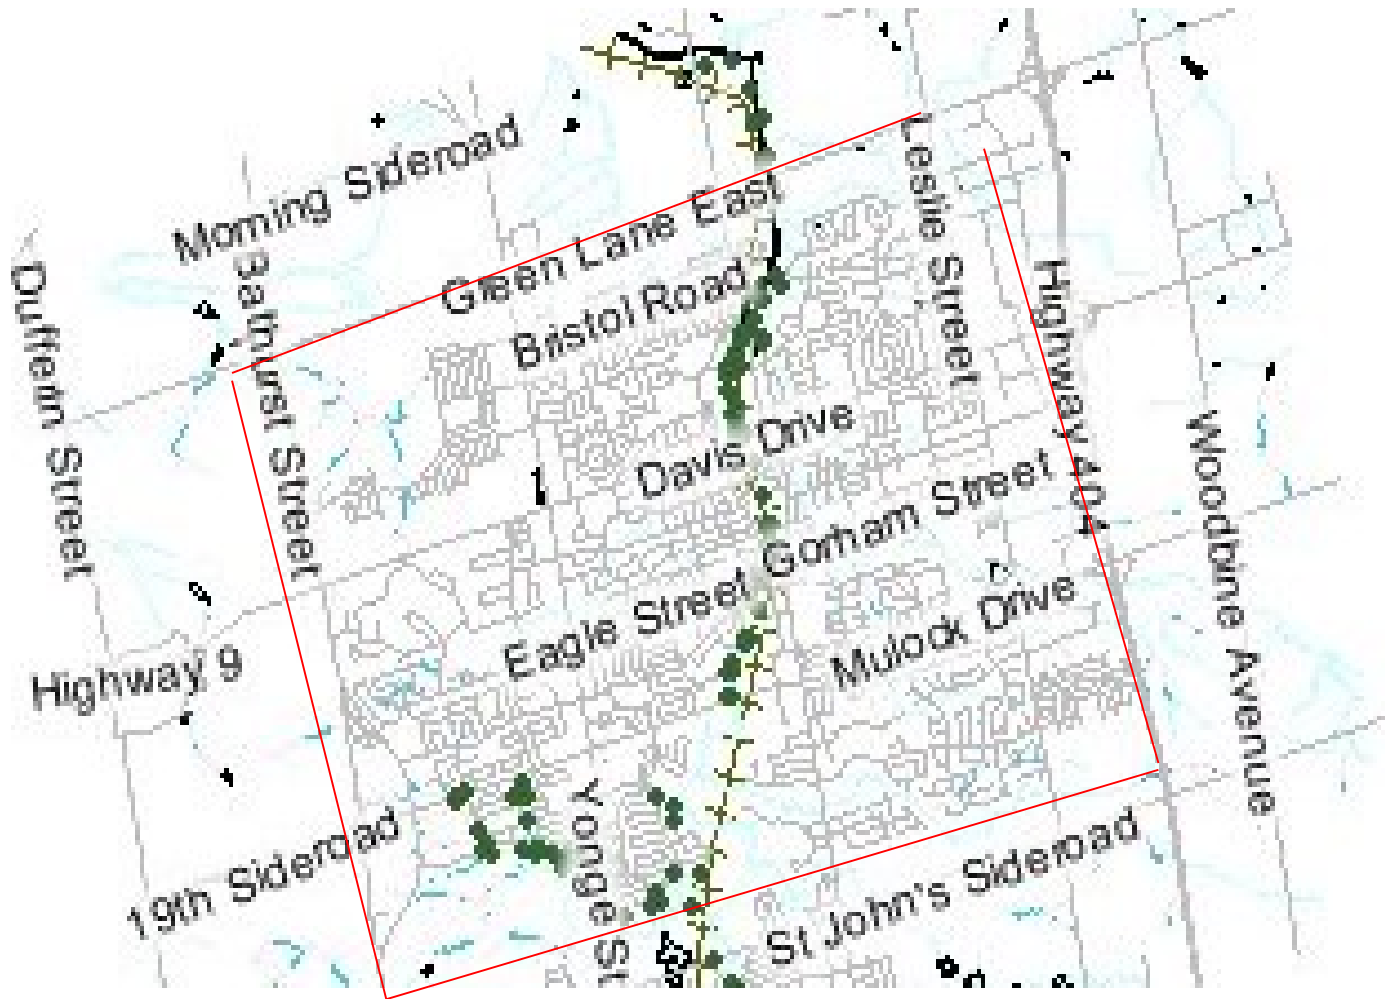 Morning Sideroad
Green Lane East
Leslie Street
Bathurst Street
Dufferin Street
Bristol Road
Highway 404
Davis Drive
Woodbine Avenue
Gorham Street
Eagle Street
Mulock Drive
Highway 9
19th Sideroad
Yonge St
St John's Sideroad